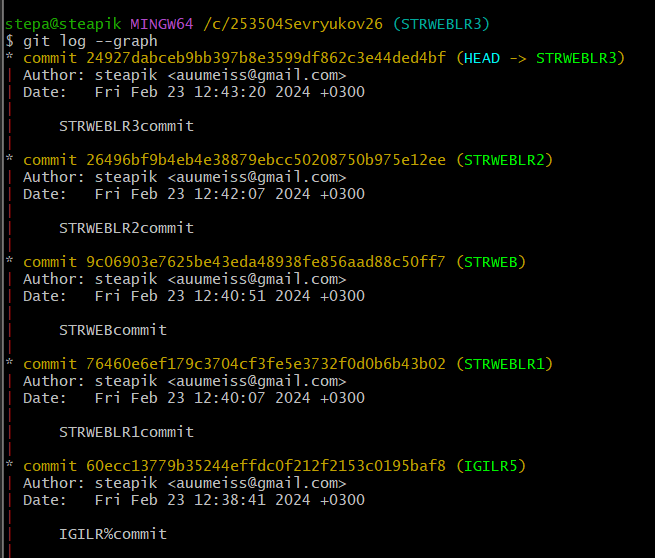 stepa@steapik MINGW64 /c/253504Sevryukov26 (STRWEBLR3)
$ git log --graph
* commit 24927dabceb9bb397b8e3599df862c3e44ded4bf (HEAD -> STRWEBLR3)
| Author: steapik <auumeiss@gmail.com>
| Date:   Fri Feb 23 12:43:20 2024 +0300
|
|     STRWEBLR3commit
|
* commit 26496bf9b4eb4e38879ebcc50208750b975e12ee (STRWEBLR2)
| Author: steapik <auumeiss@gmail.com>
| Date:   Fri Feb 23 12:42:07 2024 +0300
|
|     STRWEBLR2commit
|
* commit 9c06903e7625be43eda48938fe856aad88c50ff7 (STRWEB)
| Author: steapik <auumeiss@gmail.com>
| Date:   Fri Feb 23 12:40:51 2024 +0300
|
|     STRWEBcommit
|
* commit 76460e6ef179c3704cf3fe5e3732f0d0b6b43b02 (STRWEBLR1)
| Author: steapik <auumeiss@gmail.com>
| Date:   Fri Feb 23 12:40:07 2024 +0300
|
|     STRWEBLR1commit
|
* commit 60ecc13779b35244effdc0f212f2153c0195baf8 (IGILR5)
| Author: steapik <auumeiss@gmail.com>
| Date:   Fri Feb 23 12:38:41 2024 +0300
|
|     IGILR%commit
|